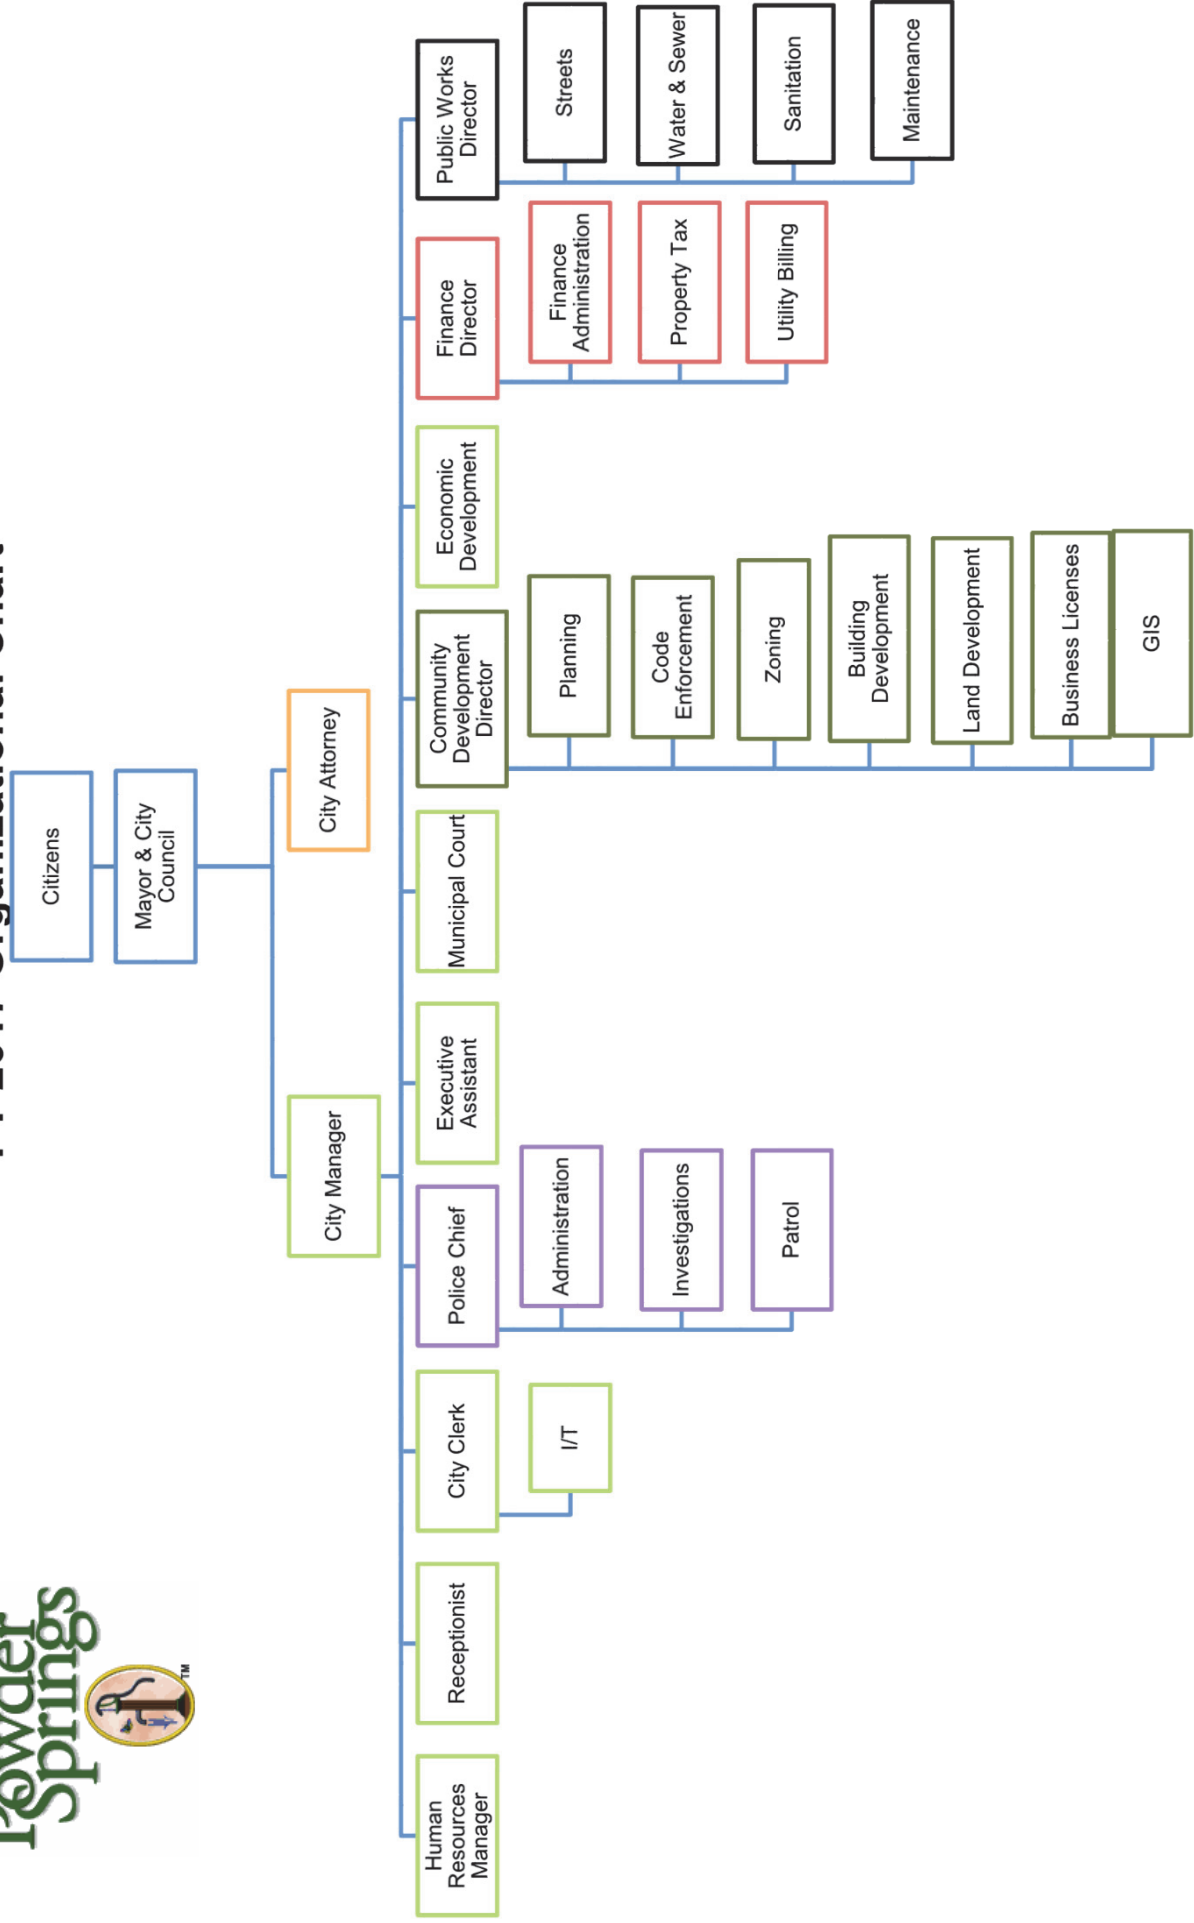 Powder
Springs
TM
Citizens
Mayor & City
Council
City Manager
City Attorney
Human
Resources
Manager
Receptionist
City Clerk
I/T
Police Chief
Administration
Investigations
Patrol
Executive
Assistant
Municipal Court
Community
Development
Director
Planning
Code
Enforcement
Zoning
Building
Development
Land Development
Business Licenses
GIS
Economic
Development
Finance
Director
Finance
Administration
Property Tax
Utility Billing
Public Works
Director
Streets
Water & Sewer
Sanitation
Maintenance